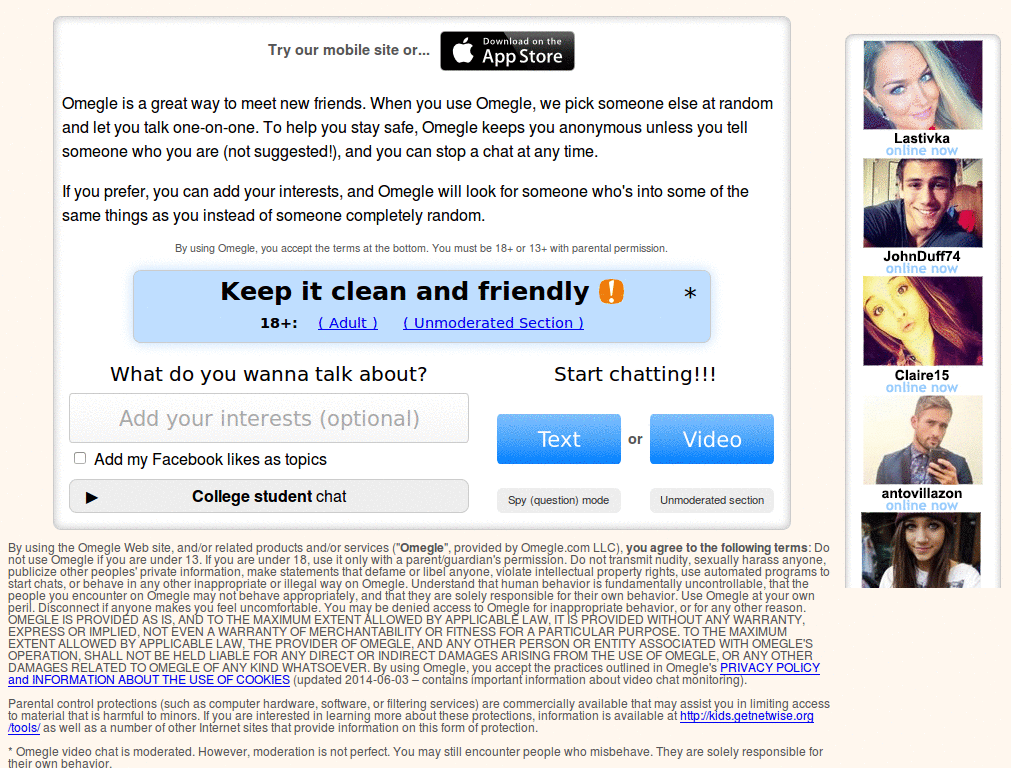 Try our mobile site or...
Download on the
App Store
Omegle is a great way to meet new friends. When you use Omegle, we pick someone else at random
and let you talk one-on-one. To help you stay safe, Omegle keeps you anonymous unless you tell
someone who you are (not suggested!), and you can stop a chat at any time.
If you prefer, you can add your interests, and Omegle will look for someone who's into some of the
same things as you instead of someone completely random.
By using Omegle, you accept the terms at the bottom. You must be 18+ or 13+ with parental permission.
Keep it clean and friendly ! *
18+: ( Adult ) ( Unmoderated Section )
What do you wanna talk about?
Add your interests (optional)
Add my Facebook likes as topics
▶ College student chat
Start chatting!!!
Text or Video
Spy (question) mode Unmoderated section
Lastivka
online now
JohnDuff74
online now
Claire15
online now
antovillazon
online now
By using the Omegle Web site, and/or related products and/or services ("Omegle", provided by Omegle.com LLC), you agree to the following terms: Do
not use Omegle if you are under 13. If you are under 18, use it only with a parent/guardian's permission. Do not transmit nudity, sexually harass anyone,
publicize other peoples' private information, make statements that defame or libel anyone, violate intellectual property rights, use automated programs to
start chats, or behave in any other inappropriate or illegal way on Omegle. Understand that human behavior is fundamentally uncontrollable, that the
people you encounter on Omegle may not behave appropriately, and that they are solely responsible for their own behavior. Use Omegle at your own
peril. Disconnect if anyone makes you feel uncomfortable. You may be denied access to Omegle for inappropriate behavior, or for any other reason.
OMEGLE IS PROVIDED AS IS, AND TO THE MAXIMUM EXTENT ALLOWED BY APPLICABLE LAW, IT IS PROVIDED WITHOUT ANY WARRANTY,
EXPRESS OR IMPLIED, NOT EVEN A WARRANTY OF MERCHANTABILITY OR FITNESS FOR A PARTICULAR PURPOSE. TO THE MAXIMUM
EXTENT ALLOWED BY APPLICABLE LAW, THE PROVIDER OF OMEGLE, AND ANY OTHER PERSON OR ENTITY ASSOCIATED WITH OMEGLE'S
OPERATION, SHALL NOT BE HELD LIABLE FOR ANY DIRECT OR INDIRECT DAMAGES ARISING FROM THE USE OF OMEGLE, OR ANY OTHER
DAMAGES RELATED TO OMEGLE OF ANY KIND WHATSOEVER. By using Omegle, you accept the practices outlined in Omegle's PRIVACY POLICY
and INFORMATION ABOUT THE USE OF COOKIES (updated 2014-06-03 – contains important information about video chat monitoring).
Parental control protections (such as computer hardware, software, or filtering services) are commercially available that may assist you in limiting access
to material that is harmful to minors. If you are interested in learning more about these protections, information is available at http://kids.getnetwise.org
/tools/ as well as a number of other Internet sites that provide information on this form of protection.
* Omegle video chat is moderated. However, moderation is not perfect. You may still encounter people who misbehave. They are solely responsible for
their own behavior.